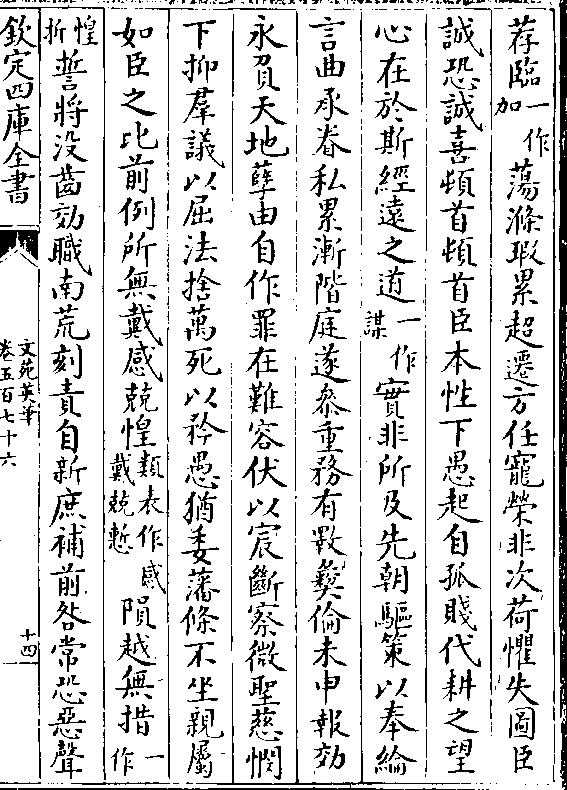 荐臨一作加蕩滌瑕累超遷方任寵榮非次荷懼失圖臣
誠恐誠喜頓首頓首臣本性下愚起自孤賤代耕之望
心在於斯經遠之道一作謀實非所及先朝驅策以奉綸
言曲承眷私累漸階庭遂叅重務有斁彜倫未申報効
永負天地孽由自作罪在難容伏以宸斷察微聖慈憫
下抑羣議以屈法捨萬死以矜愚猶委藩條不坐親屬
如臣之比前例所無戴感兢惶類表作感戴兢慙隕越無措一作
惶折誓將没齒効職南荒刻責自新庶補前咎常恐惡聲
欽定四庫全書
文苑英華
卷五百七十六
十四